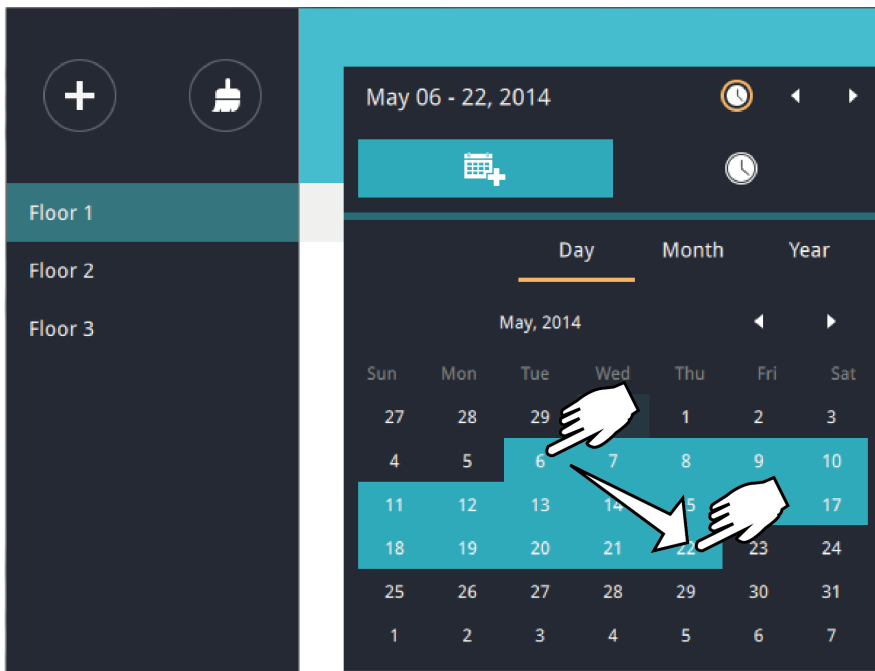 May 06 - 22, 2014
Floor 1
Floor 2
Floor 3
Day Month Year
May, 2014
Sun Mon Tue Wed Thu Fri Sat
27 28 29 1 2 3
4 5 6 7 8 9 10
11 12 13 14 15 17
18 19 20 21 22 23 24
25 26 27 28 29 30 31
1 2 3 4 5 6 7